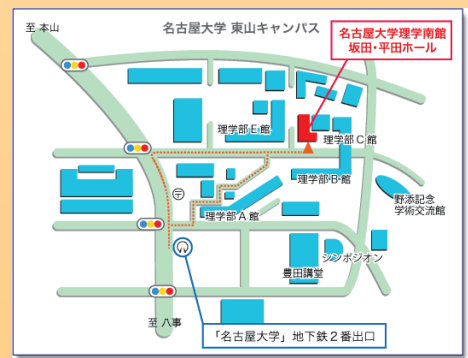 至 本山
名古屋大学 東山キャンパス
名古屋大学理学南館
坂田・平田ホール
理学部E館
理学部C館
理学部B館
〒
理学部A館
野添記念
学術交流館
シンポジオン
豊田講堂
至 八事
「名古屋大学」地下鉄2番出口